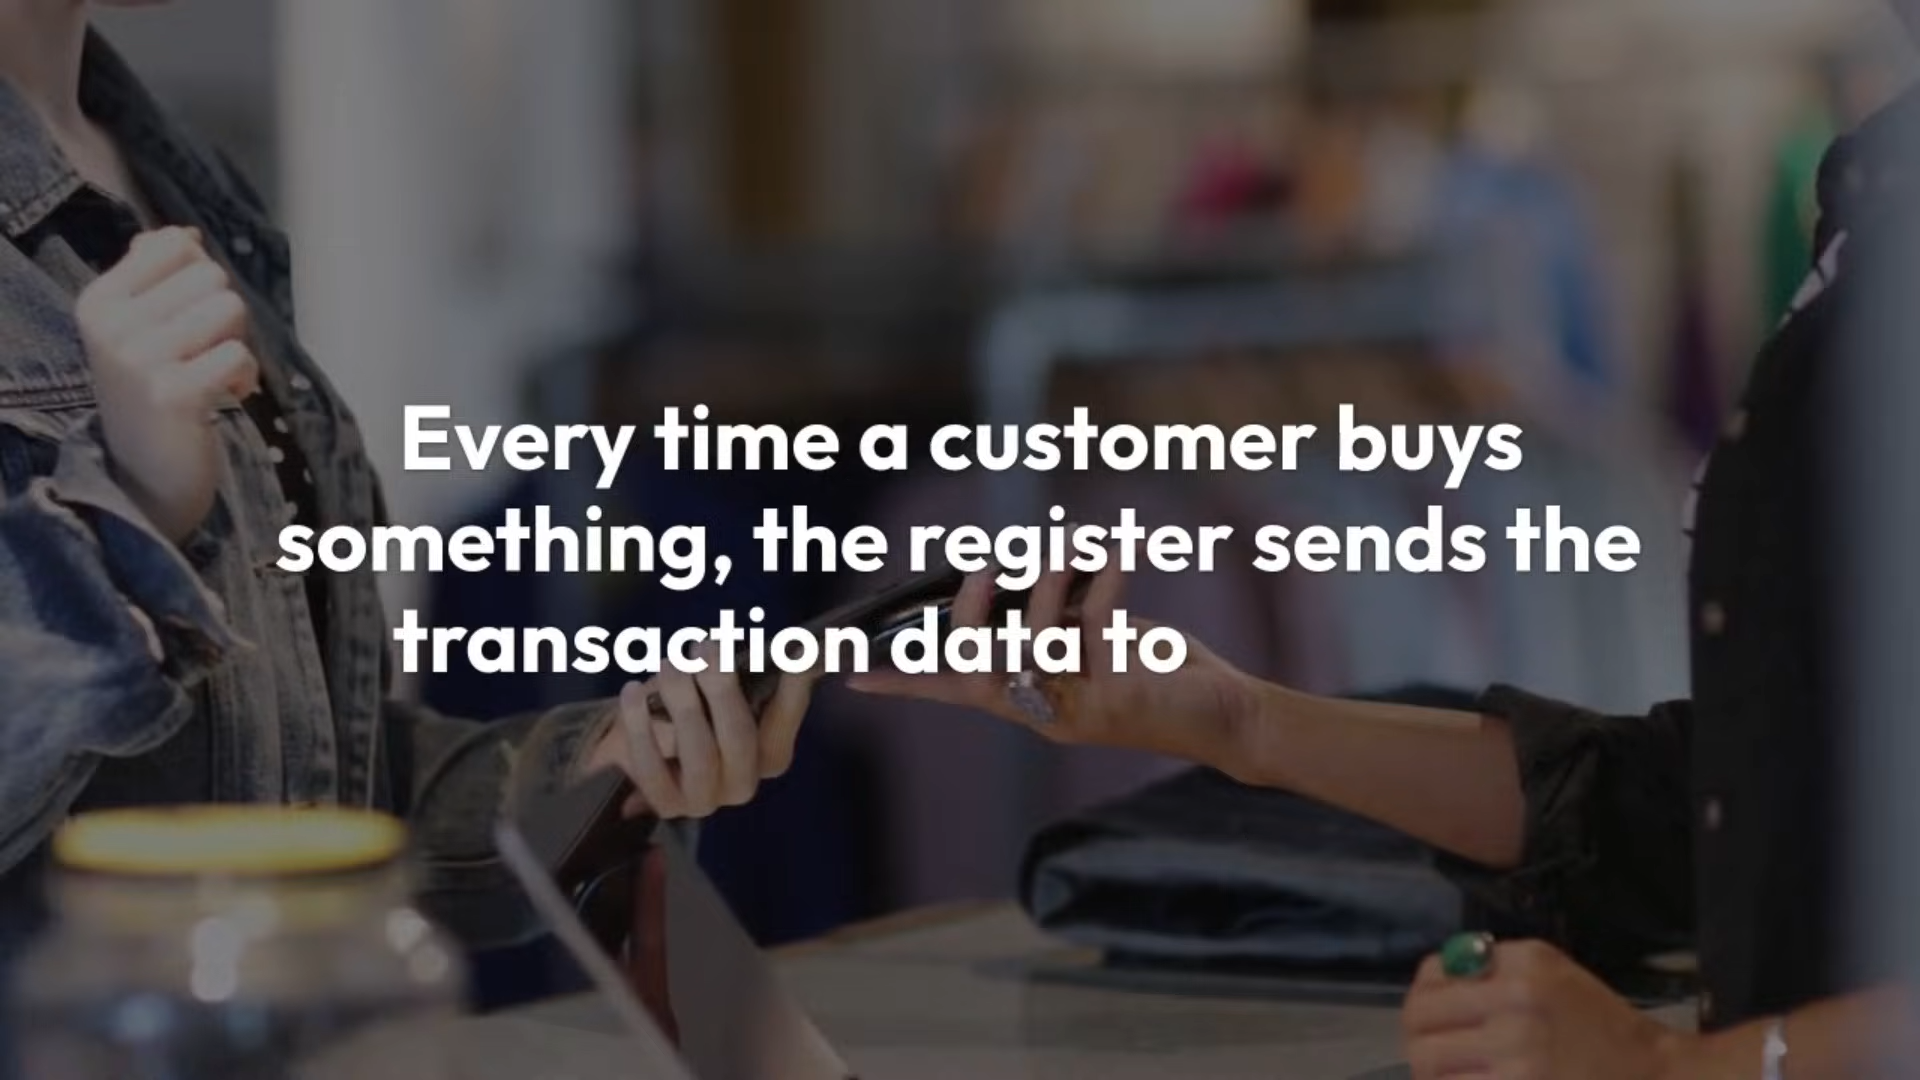 Every time a customer buys
something, the register sends the
transaction data to